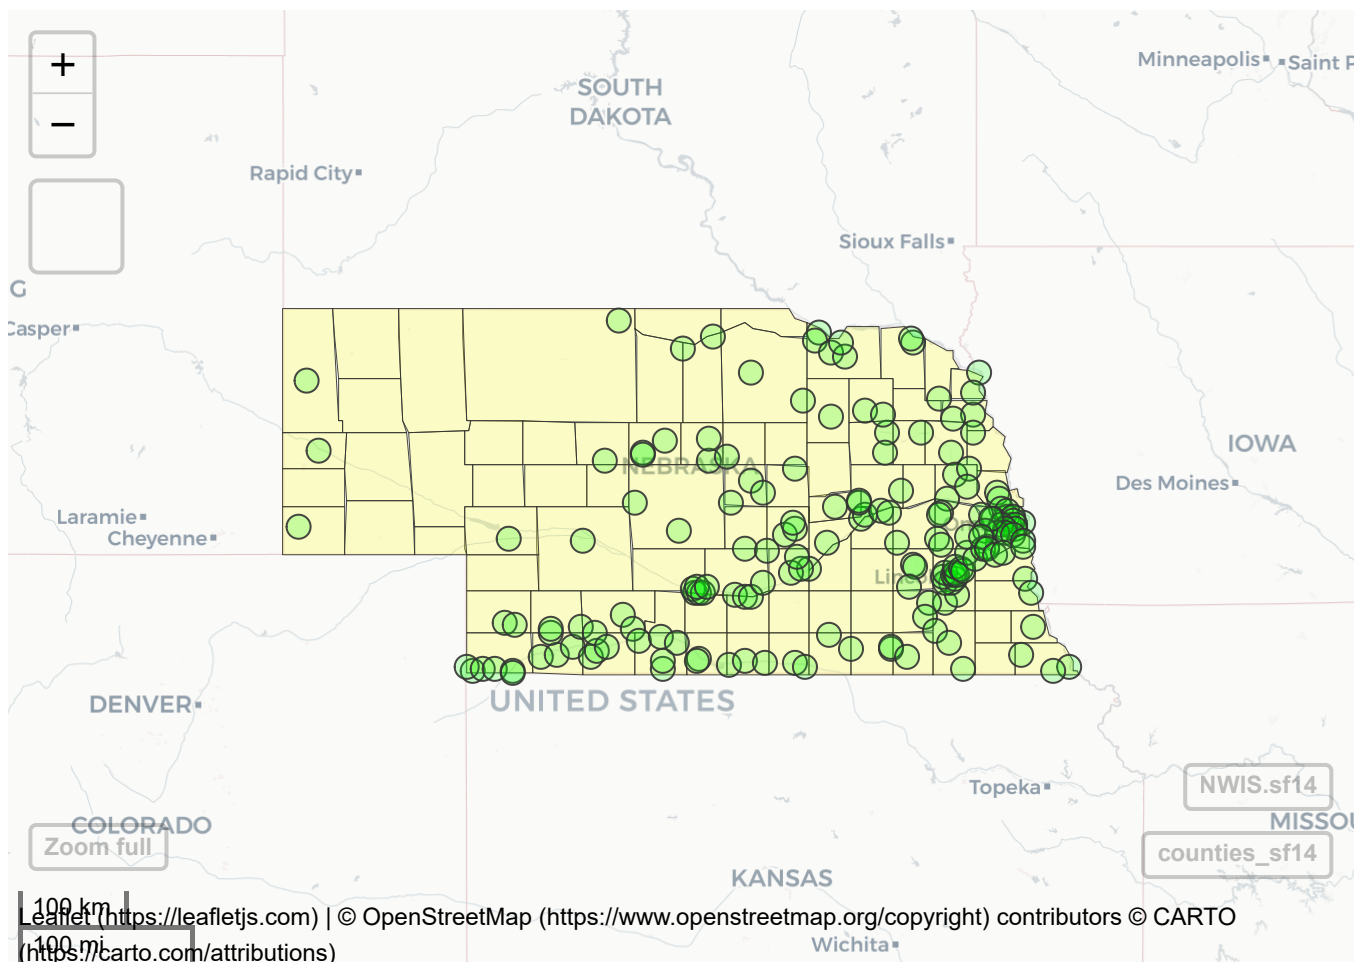 +
−
SOUTH
DAKOTA
Minneapolis
Saint P
Rapid City
Sioux Falls
G
Casper
IOWA
NEBRASKA
Des Moines
Laramie
Cheyenne
Om
Lincoln
UNITED STATES
DENVER
Topeka
NWIS.sf14
COLORADO
MISSOU
Zoom full
counties_sf14
KANSAS
100 km
Leaflet (https://leafletjs.com) | © OpenStreetMap (https://www.openstreetmap.org/copyright) contributors © CARTO
100 mi
Wichita
(https://carto.com/attributions)